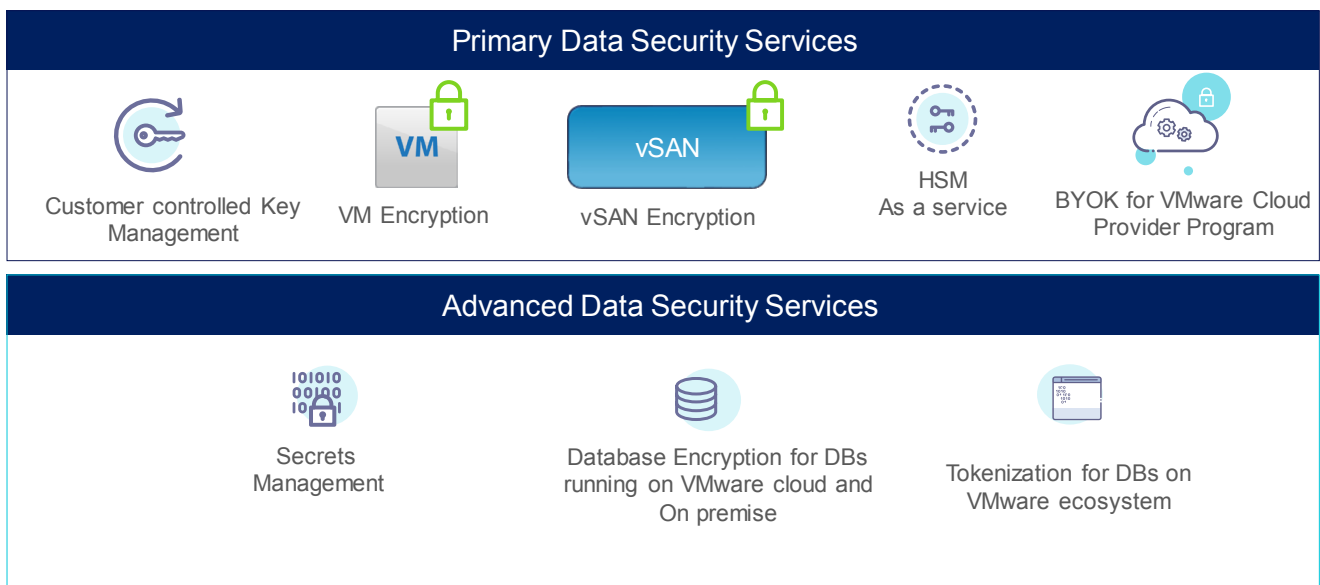 Primary Data Security Services
VM
vSAN
Customer controlled Key
Management
VM Encryption
vSAN Encryption
HSM
As a service
BYOK for VMware Cloud
Provider Program
Advanced Data Security Services
101010
Secrets
Management
Database Encryption for DBs
running on VMware cloud and
On premise
Tokenization for DBs on
VMware ecosystem